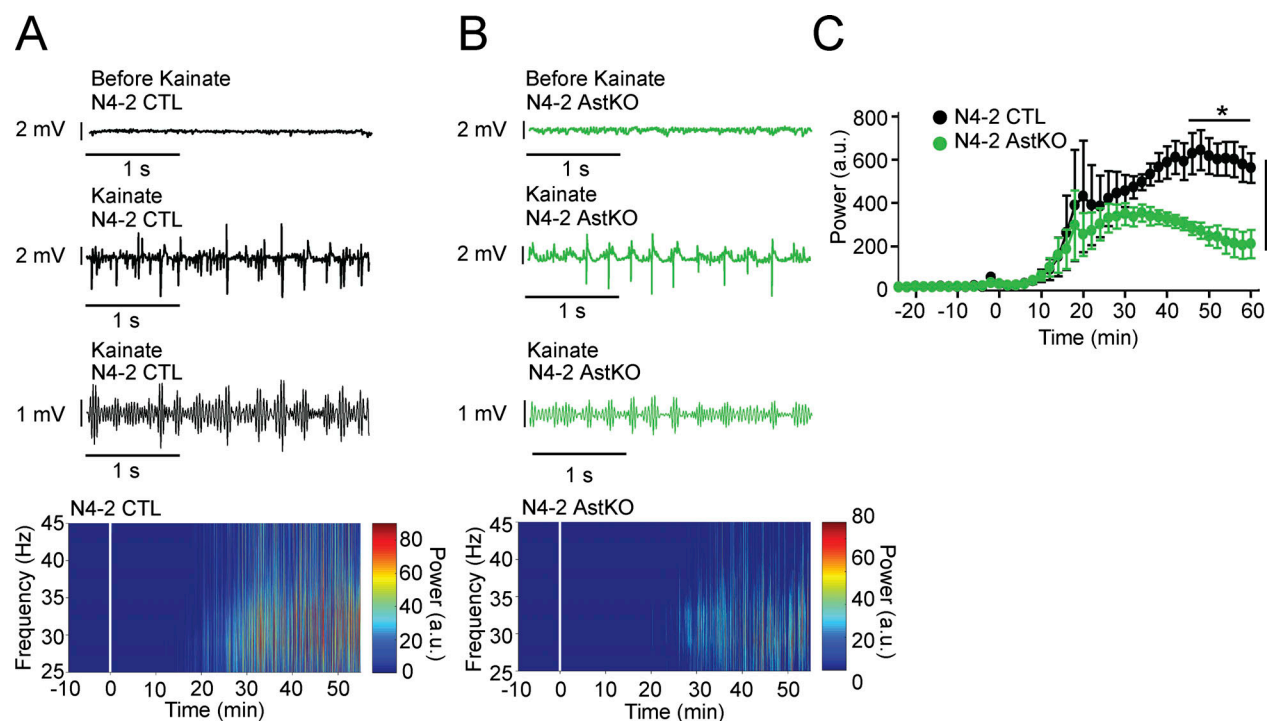 A
Before Kainate
N4-2 CTL
2 mV
1 s
Kainate
N4-2 CTL
2 mV
1 s
Kainate
N4-2 CTL
1 mV
1 s
N4-2 CTL
Frequency (Hz)
45
40
35
30
25
-10 0 10 20 30 40 50
Time (min)
80
60
40
20
0
Power (a.u.)
B
Before Kainate
N4-2 AstKO
2 mV
1 s
Kainate
N4-2 AstKO
2 mV
1 s
Kainate
N4-2 AstKO
1 mV
1 s
N4-2 AstKO
Frequency (Hz)
45
40
35
30
25
-10 0 10 20 30 40 50
Time (min)
80
60
40
20
0
Power (a.u.)
C
N4-2 CTL
N4-2 AstKO
*
Power (a.u.)
800
600
400
200
0
-20 -10 0 10 20 30 40 50 60
Time (min)